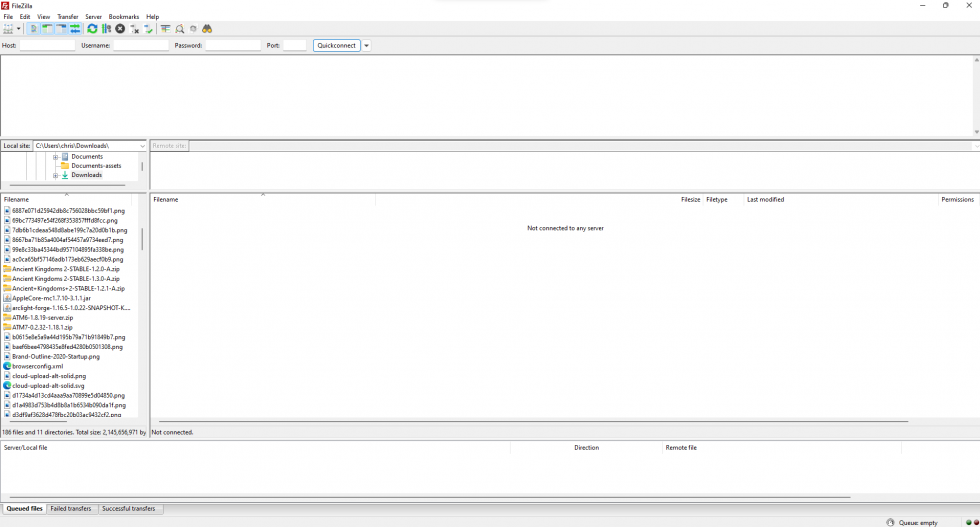 FileZilla
File Edit View Transfer Server Bookmarks Help
Host: Username: Password: Port: Quickconnect
Local site: C:\Users\chris\Downloads\
Remote site:
Documents
Documents-assets
Downloads
Filename
6887e071d25942db8c756028bbc59bf1.png
69bc773497e54f268f353857fffd8fcc.png
7db6b1cdeaa548d8abe199c7a20d0b1b.png
8667ba71b85a4004af54457a9734eed7.png
99e8c33ba45344bd957104895fa338be.png
ac0ca65bf57146adb173eb629aecf0b9.png
Ancient Kingdoms 2-STABLE-1.2.0-A.zip
Ancient Kingdoms 2-STABLE-1.3.0-A.zip
Ancient+Kingdoms+2-STABLE-1.2.1-A.zip
AppleCore-mc1.7.10-3.1.1.jar
arclight-forge-1.16.5-1.0.22-SNAPSHOT-K....
ATM6-1.8.19-server.zip
ATM7-0.2.32-1.18.1.zip
b0615e8e5a9a44d195b79a71b91849b7.png
baef6bee4798435e8fed4280b0501308.png
Brand-Outline-2020-Startup.png
browserconfig.xml
cloud-upload-alt-solid.png
cloud-upload-alt-solid.svg
d1734a4d13cd4aaa9aa70899e5d04850.png
d1a4983d753b4d8b8a1b6534b090da1f.png
d3df9af3628d478fbc20b03ac9432cf2.png
186 files and 11 directories. Total size: 2,145,656,971 by
Filename Filesize Filetype Last modified Permissions
Not connected to any server
Not connected.
Server/Local file Direction Remote file
Queued files Failed transfers Successful transfers
Queue: empty